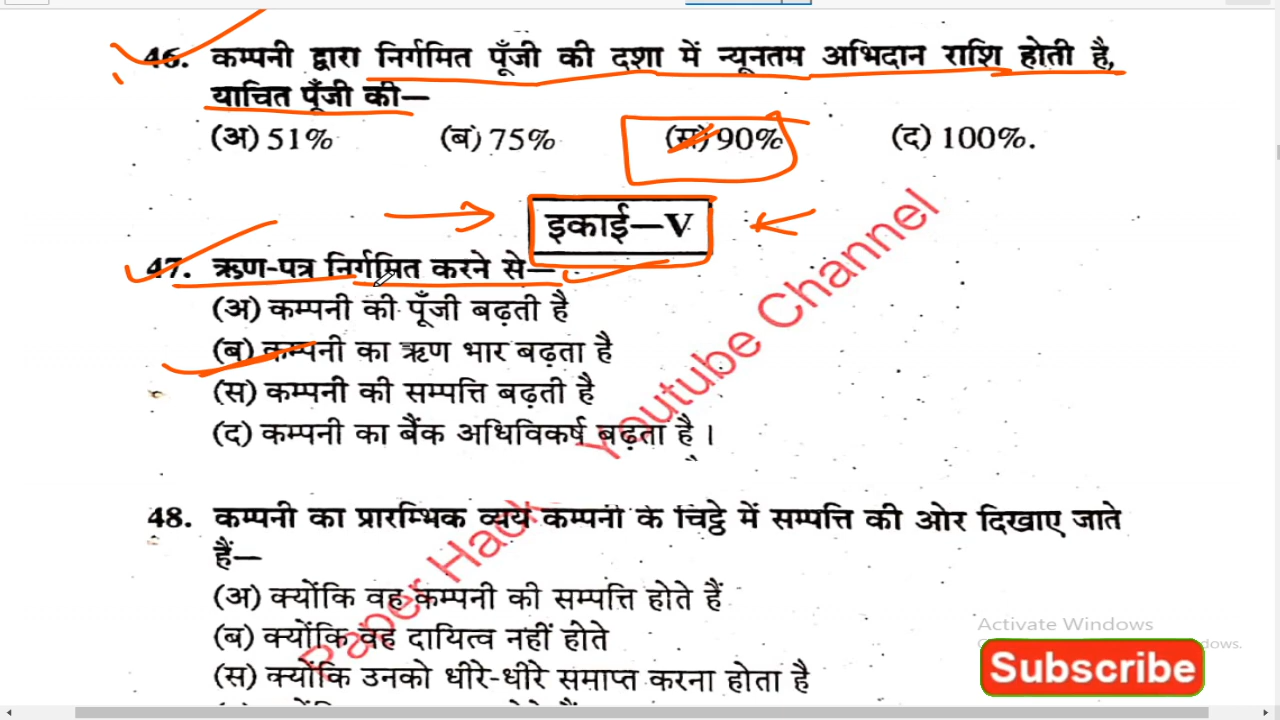 46. कम्पनी द्वारा निर्गमित पूँजी की दशा में न्यूनतम अभिदान राशि होती है,
याचित पूँजी की—
(अ) 51% (ब) 75% (स) 90% (द) 100%.
इकाई—V
47. ऋण-पत्र निर्गमित करने से—
(अ) कम्पनी की पूँजी बढ़ती है
(ब) कम्पनी का ऋण भार बढ़ता है
(स) कम्पनी की सम्पत्ति बढ़ती है
(द) कम्पनी का बैंक अधिविकर्ष बढ़ता है।
48. कम्पनी का प्रारम्भिक व्यय कम्पनी के चिट्ठे में सम्पत्ति की ओर दिखाए जाते
हैं—
(अ) क्योंकि वह कम्पनी की सम्पत्ति होते हैं
(ब) क्योंकि वह दायित्व नहीं होते
(स) क्योंकि उनको धीरे-धीरे समाप्त करना होता है
Paper Hack Youtube Channel
Activate Windows
Subscribe